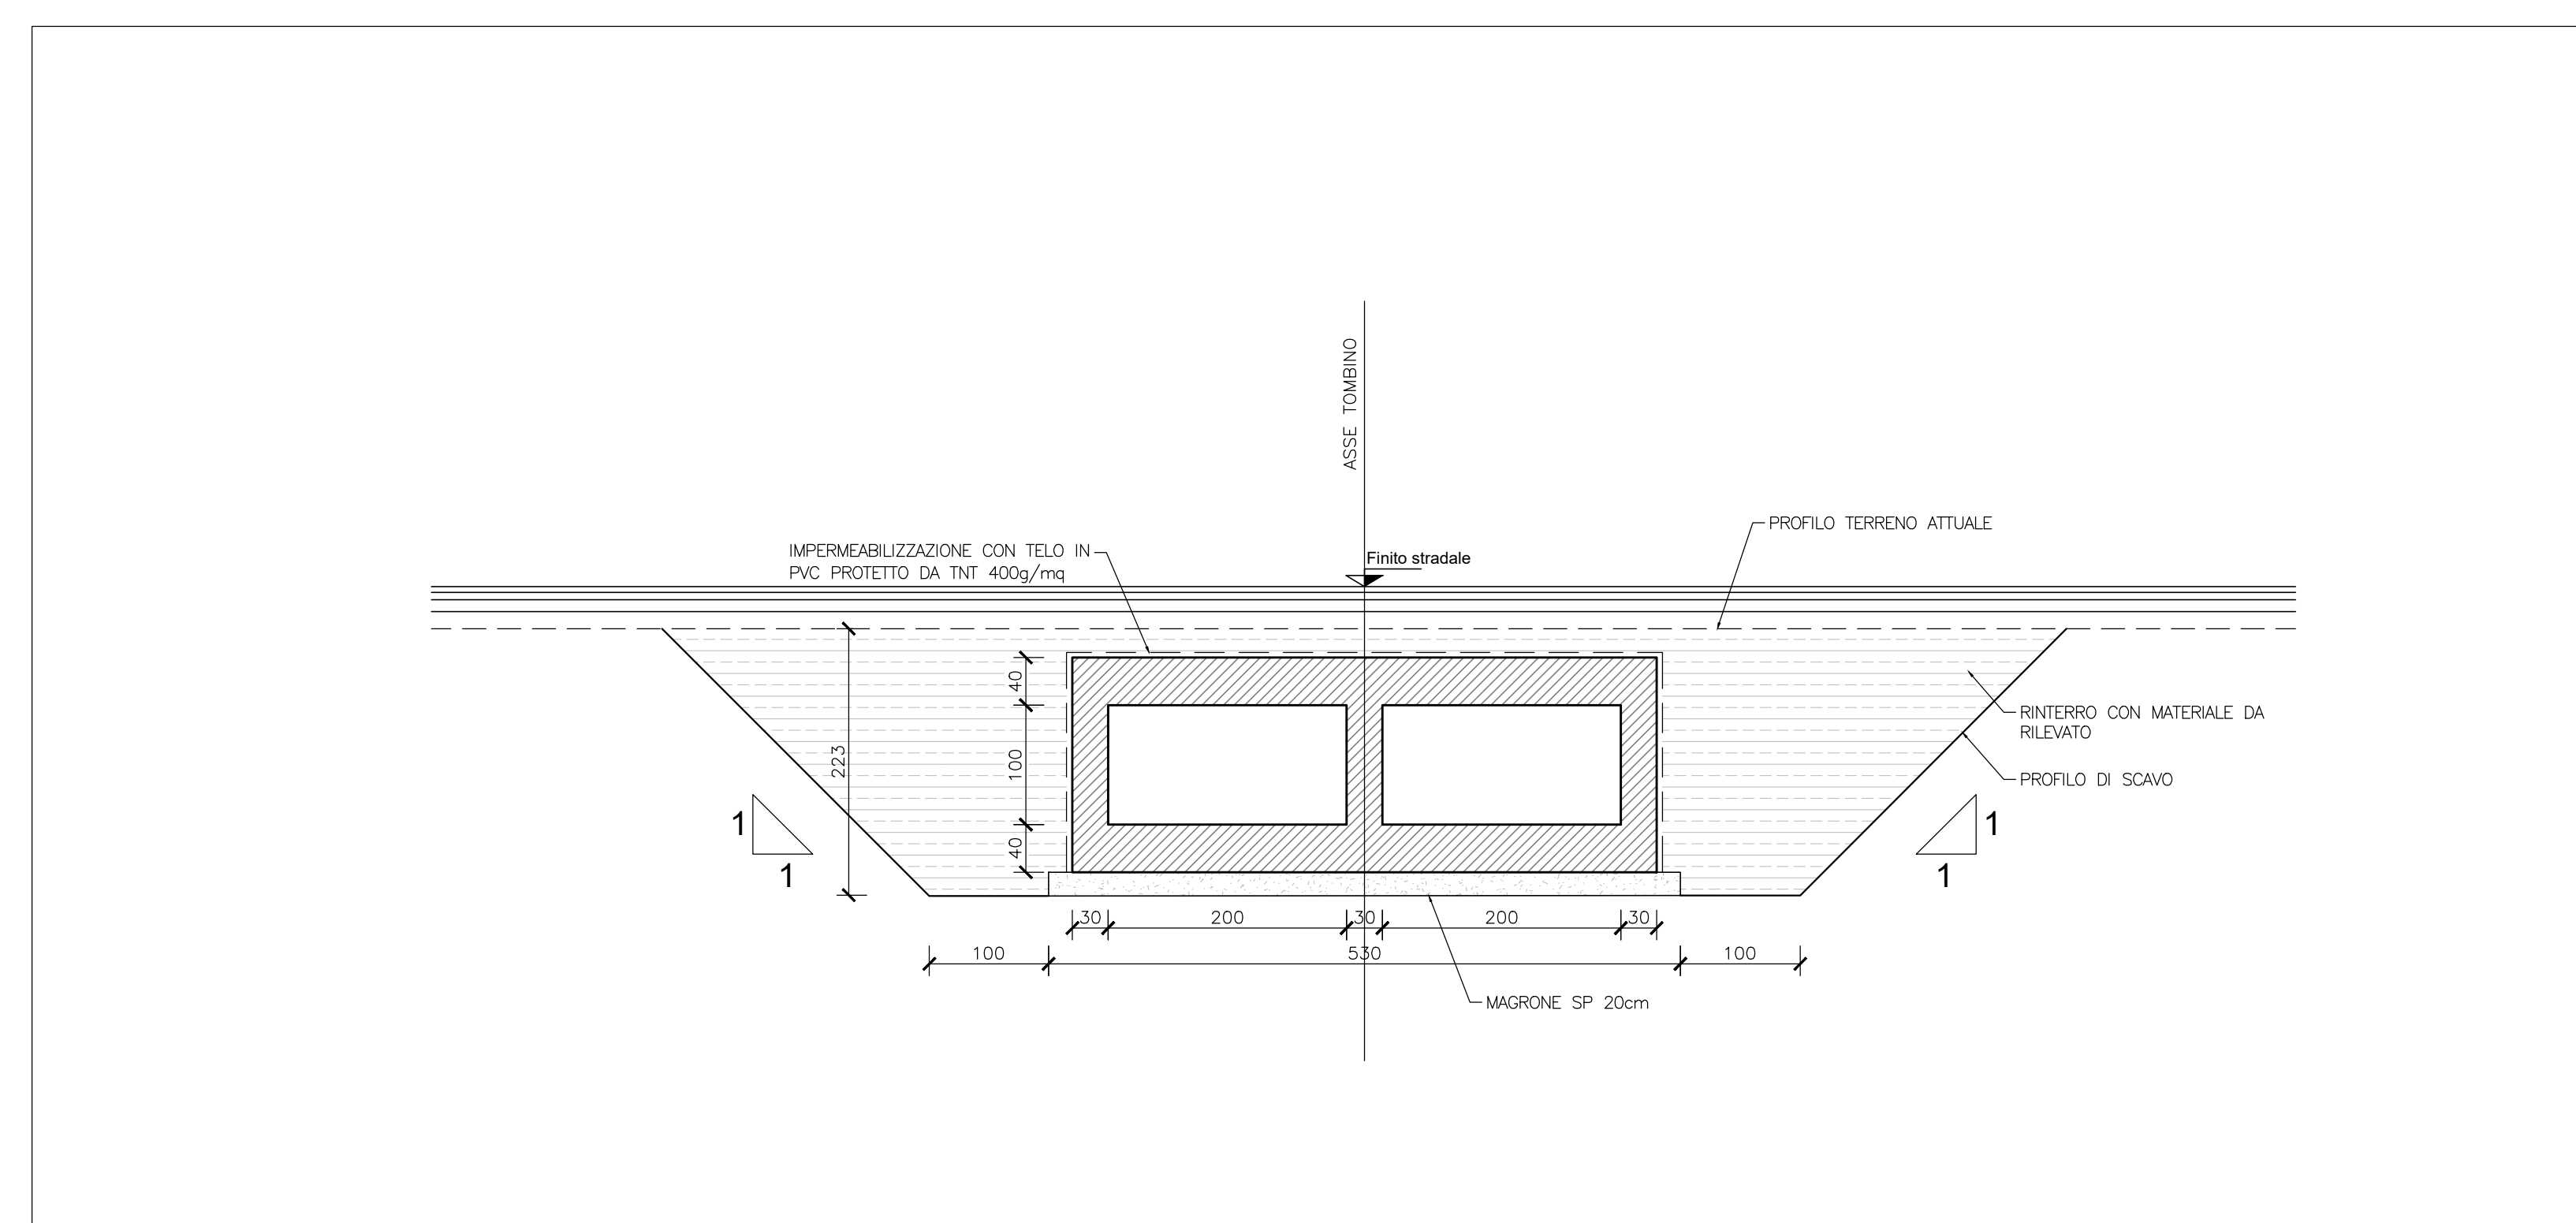 ASSE TOMBINO
PROFILO TERRENO ATTUALE
IMPERMEABILIZZAZIONE CON TELO IN
PVC PROTETTO DA TNT 400g/mq
Finito stradale
40
RINTERRO CON MATERIALE DA
RILEVATO
223
100
PROFILO DI SCAVO
1
1
40
1
1
30
200
30
200
30
100
530
100
MAGRONE SP 20cm